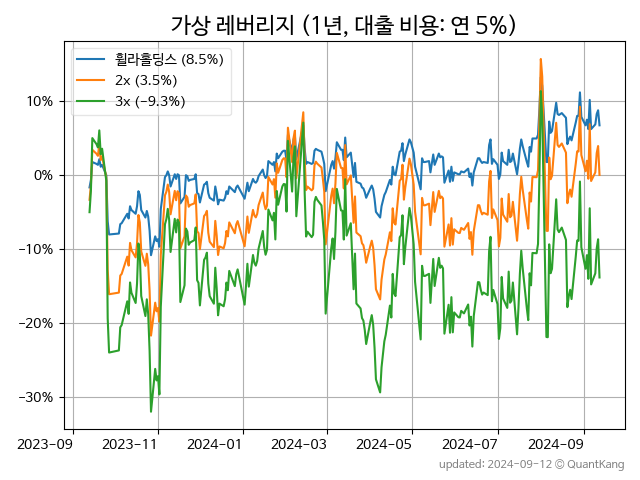 가상 레버리지 (1년, 대출 비용: 연 5%)
휠라홀딩스 (8.5%)
2x (3.5%)
3x (−9.3%)
10%
0%
−10%
−20%
−30%
2023-09 2023-11 2024-01 2024-03 2024-05 2024-07 2024-09
updated: 2024-09-12 © QuantKang